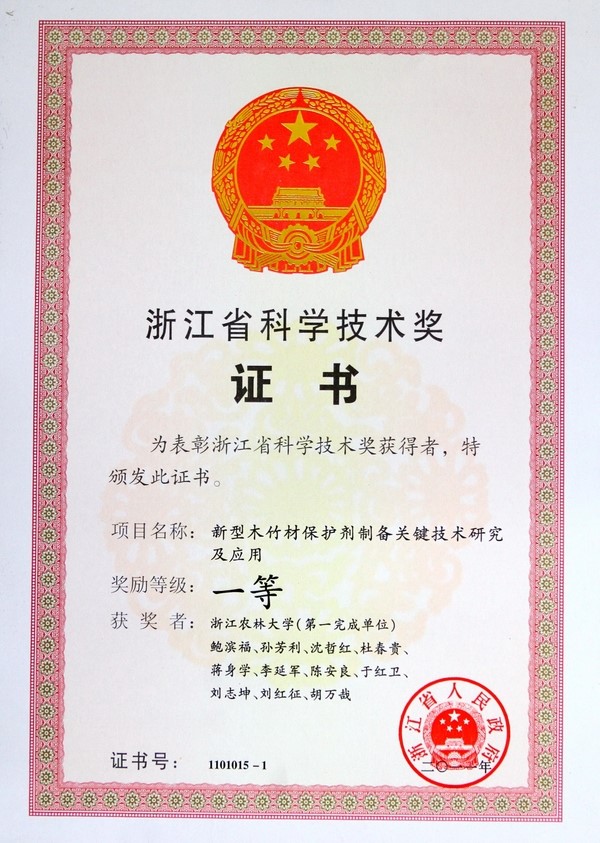 浙江省科学技术奖
证 书
为表彰浙江省科学技术奖获得者，特
颁发此证书。
项目名称： 新型木竹材保护剂制备关键技术研究
及应用
奖励等级： 一等
获 奖 者： 浙江农林大学(第一完成单位)
鲍滨福、孙芳利、沈哲红、杜春贵、
蒋身学、李延军、陈安良、于红卫、
刘志坤、刘红征、胡万哉
浙江省人民政府
证书号： 1101015－1